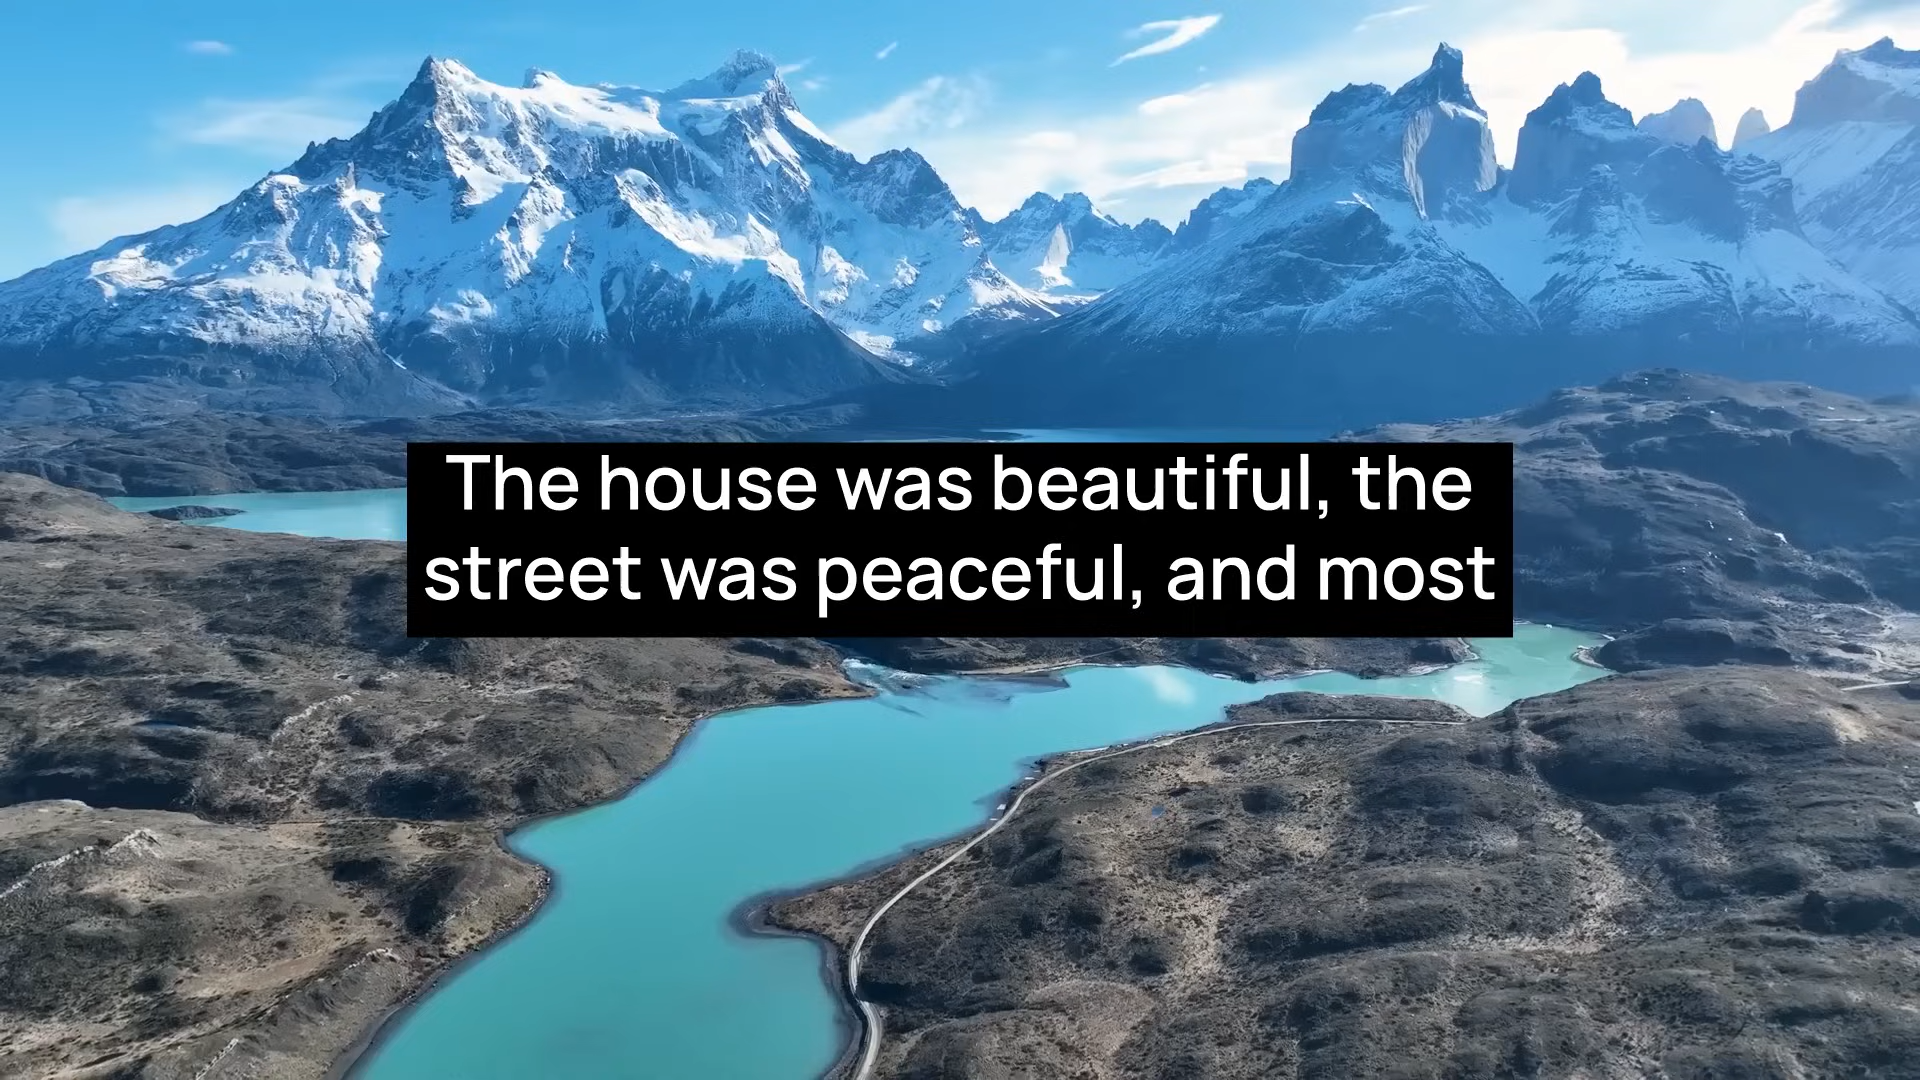 The house was beautiful, the
street was peaceful, and most